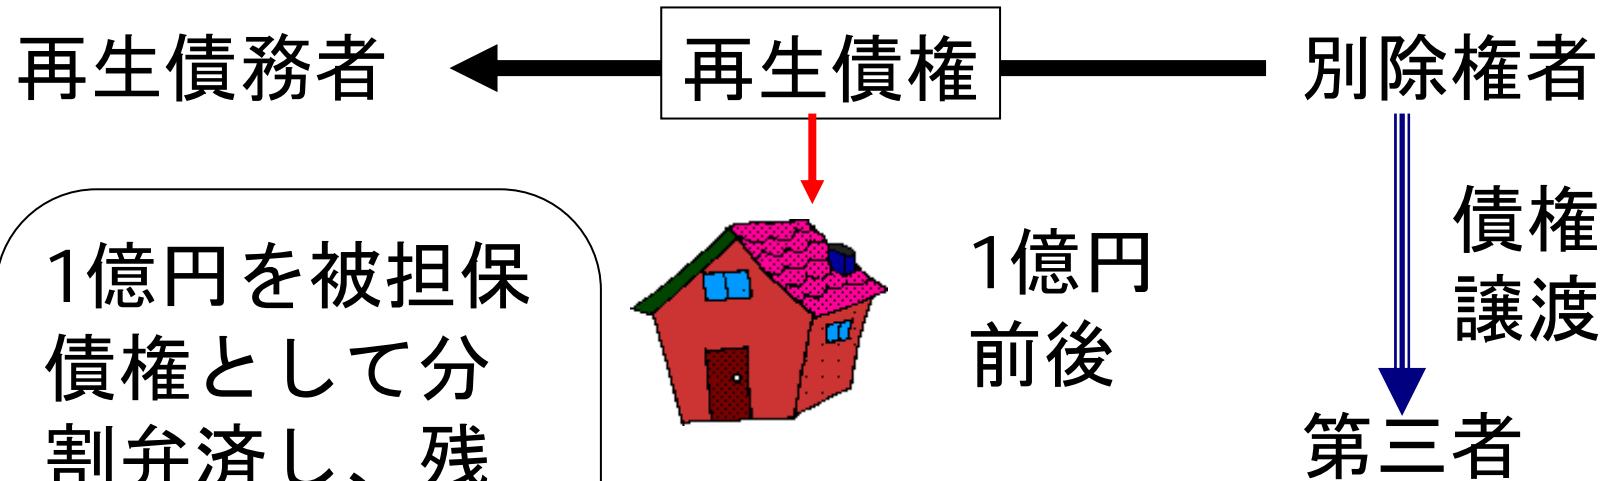 再生債務者
再生債権
別除権者
1億円を被担保
債権として分
割弁済し、残
1億円
前後
債権
譲渡
第三者